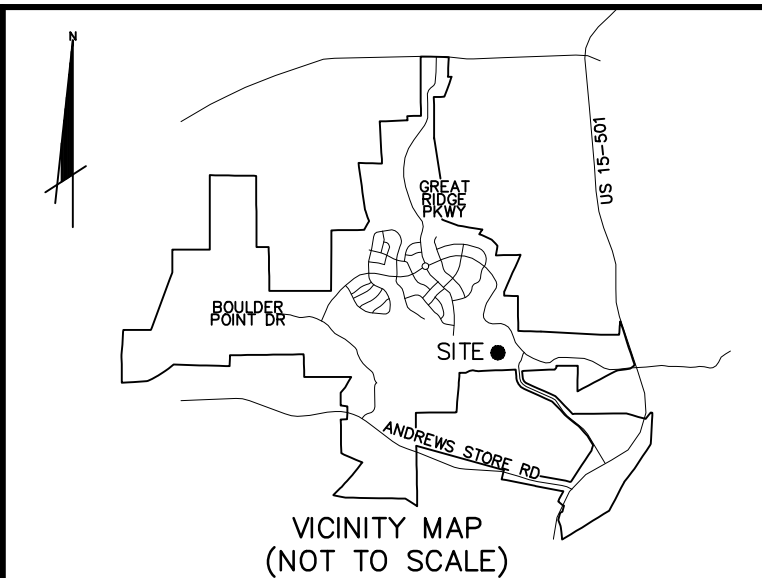 N
US 15-501
GREAT
RIDGE
PKWY
BOULDER
POINT DR
SITE
ANDREWS STORE RD
VICINITY MAP
(NOT TO SCALE)